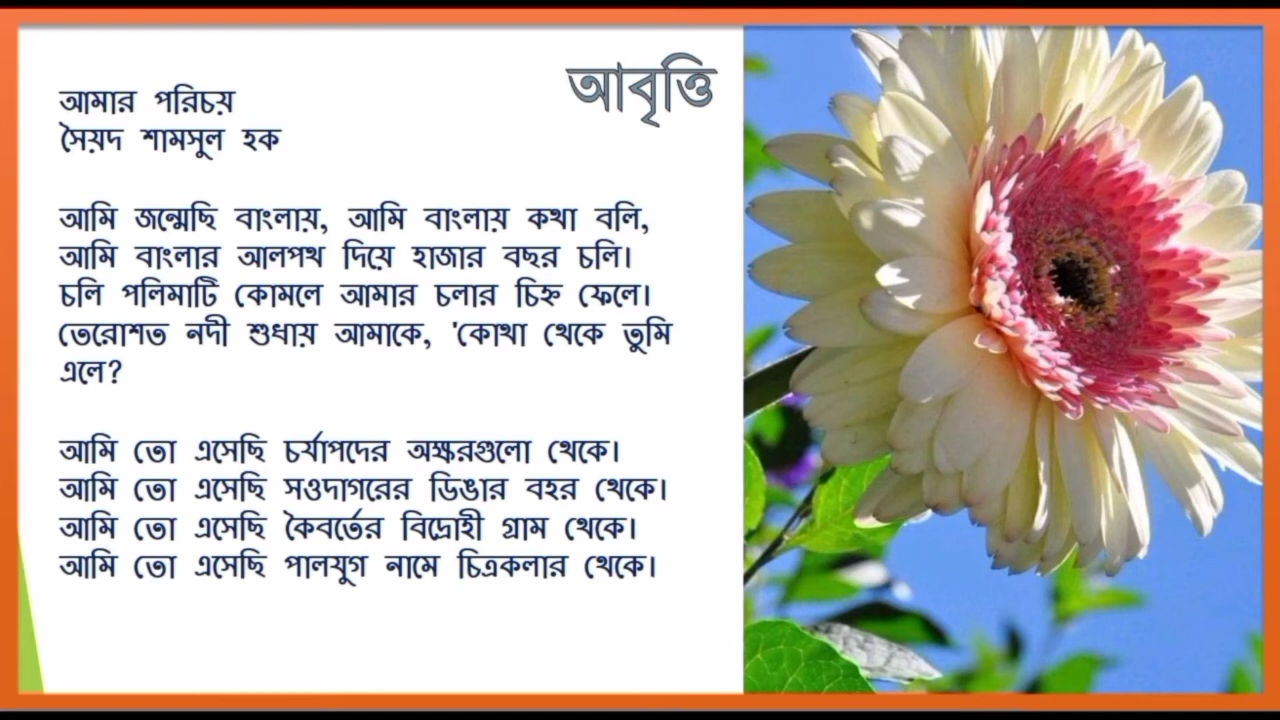 আবৃত্তি
আমার পরিচয়
সৈয়দ শামসুল হক
আমি জন্মেছি বাংলায়, আমি বাংলায় কথা বলি,
আমি বাংলার আলপথ দিয়ে হাজার বছর চলি।
চলি পলিমাটি কোমলে আমার চলার চিহ্ন ফেলে।
তেরোশত নদী শুধায় আমাকে, 'কোথা থেকে তুমি
এলে?
আমি তো এসেছি চর্যাপদের অক্ষরগুলো থেকে।
আমি তো এসেছি সওদাগরের ডিঙার বহর থেকে।
আমি তো এসেছি কৈবর্তের বিদ্রোহী গ্রাম থেকে।
আমি তো এসেছি পালযুগ নামে চিত্রকলার থেকে।